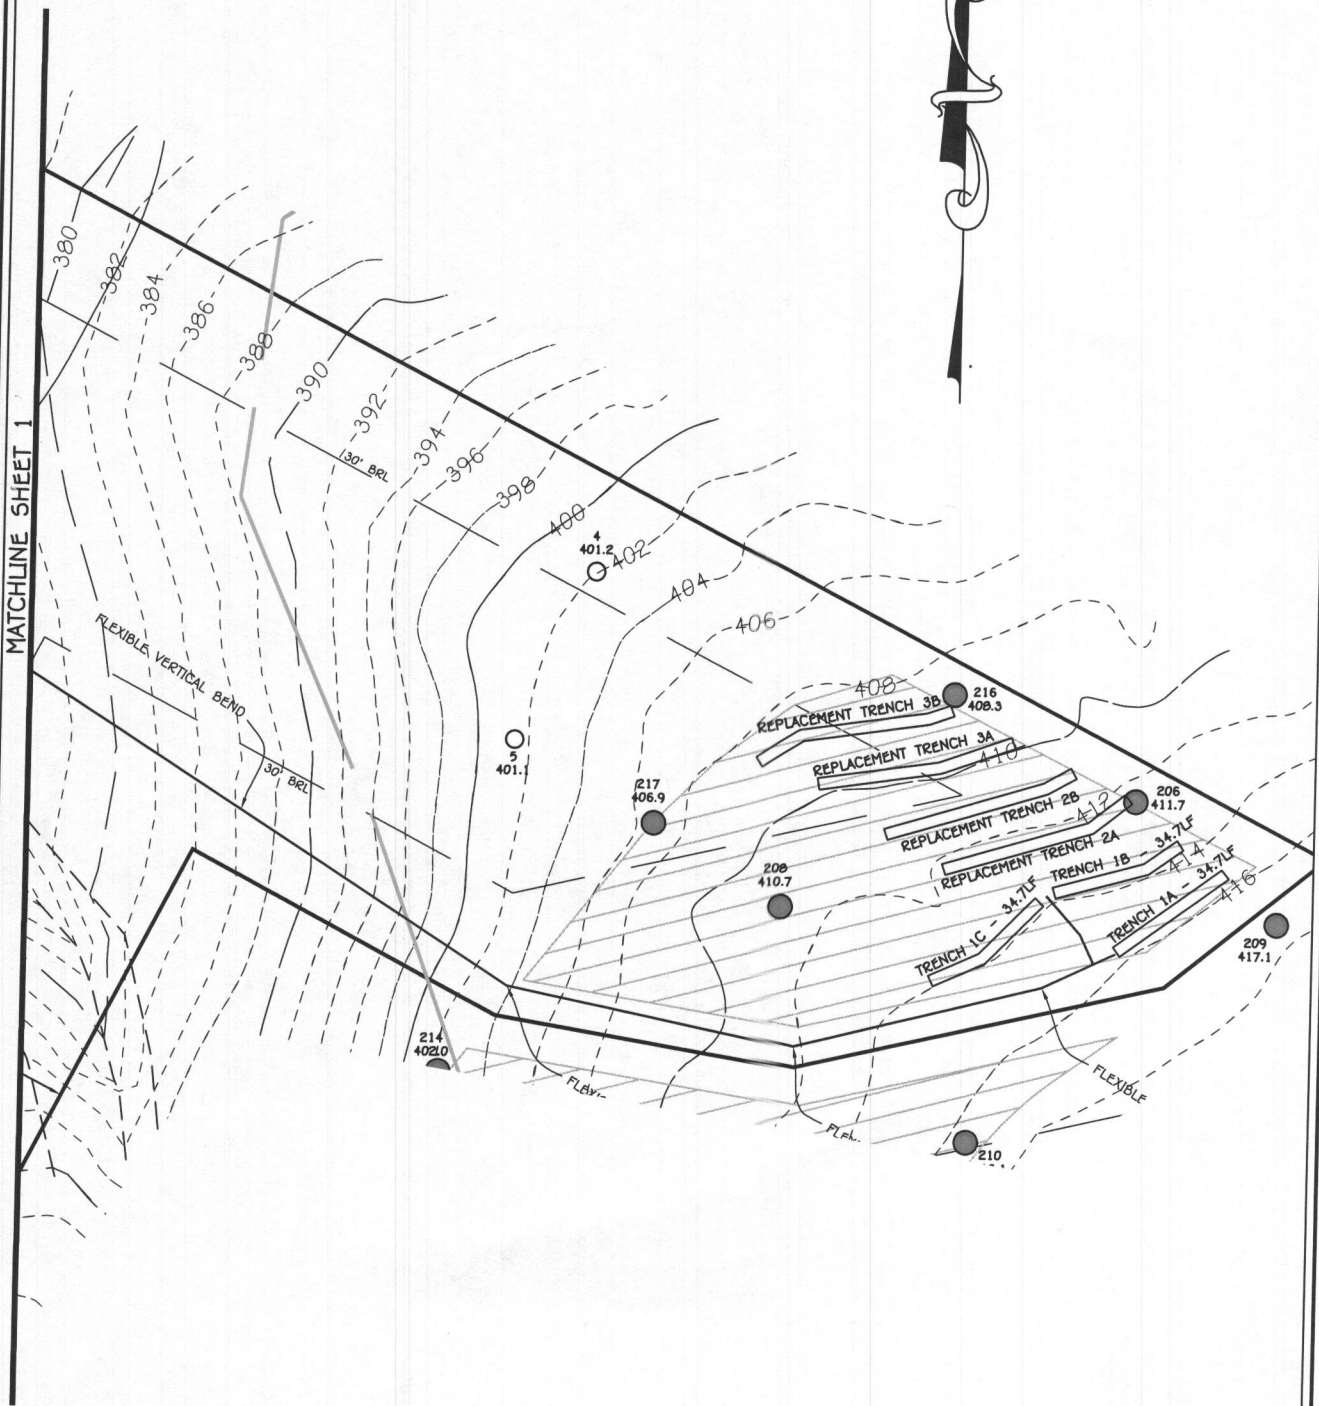 MATCHLINE SHEET 1
380
382
384
386
388
390
392
394
396
398
400
402
404
406
408
410
412
414
416
30' BRL
4
401.2
5
401.1
FLEXIBLE VERTICAL BEND
30' BRL
216
408.3
REPLACEMENT TRENCH 3B
REPLACEMENT TRENCH 3A
217
406.9
206
411.7
REPLACEMENT TRENCH 2B
REPLACEMENT TRENCH 2A
TRENCH 1B - 34.7LF
208
410.7
TRENCH 1C - 34.7LF
TRENCH 1A - 34.7LF
209
417.1
214
FLEXIBLE
210